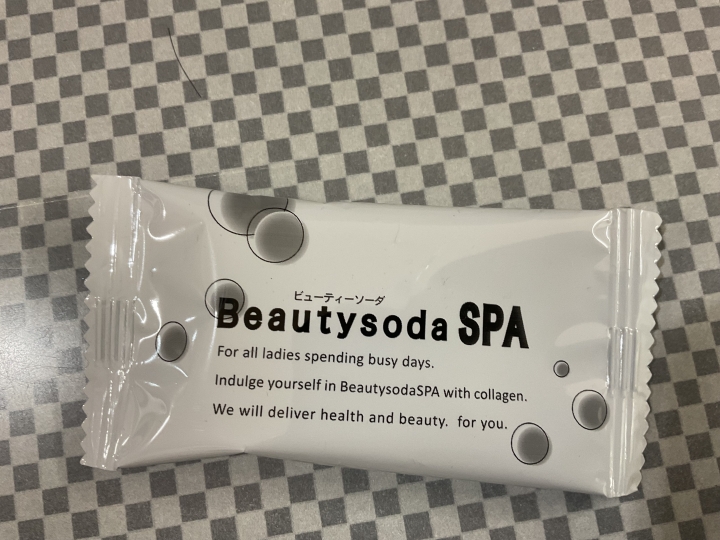 ビューティーソーダ
Beautysoda SPA
For all ladies spending busy days.
Indulge yourself in BeautysodaSPA with collagen.
We will deliver health and beauty. for you.